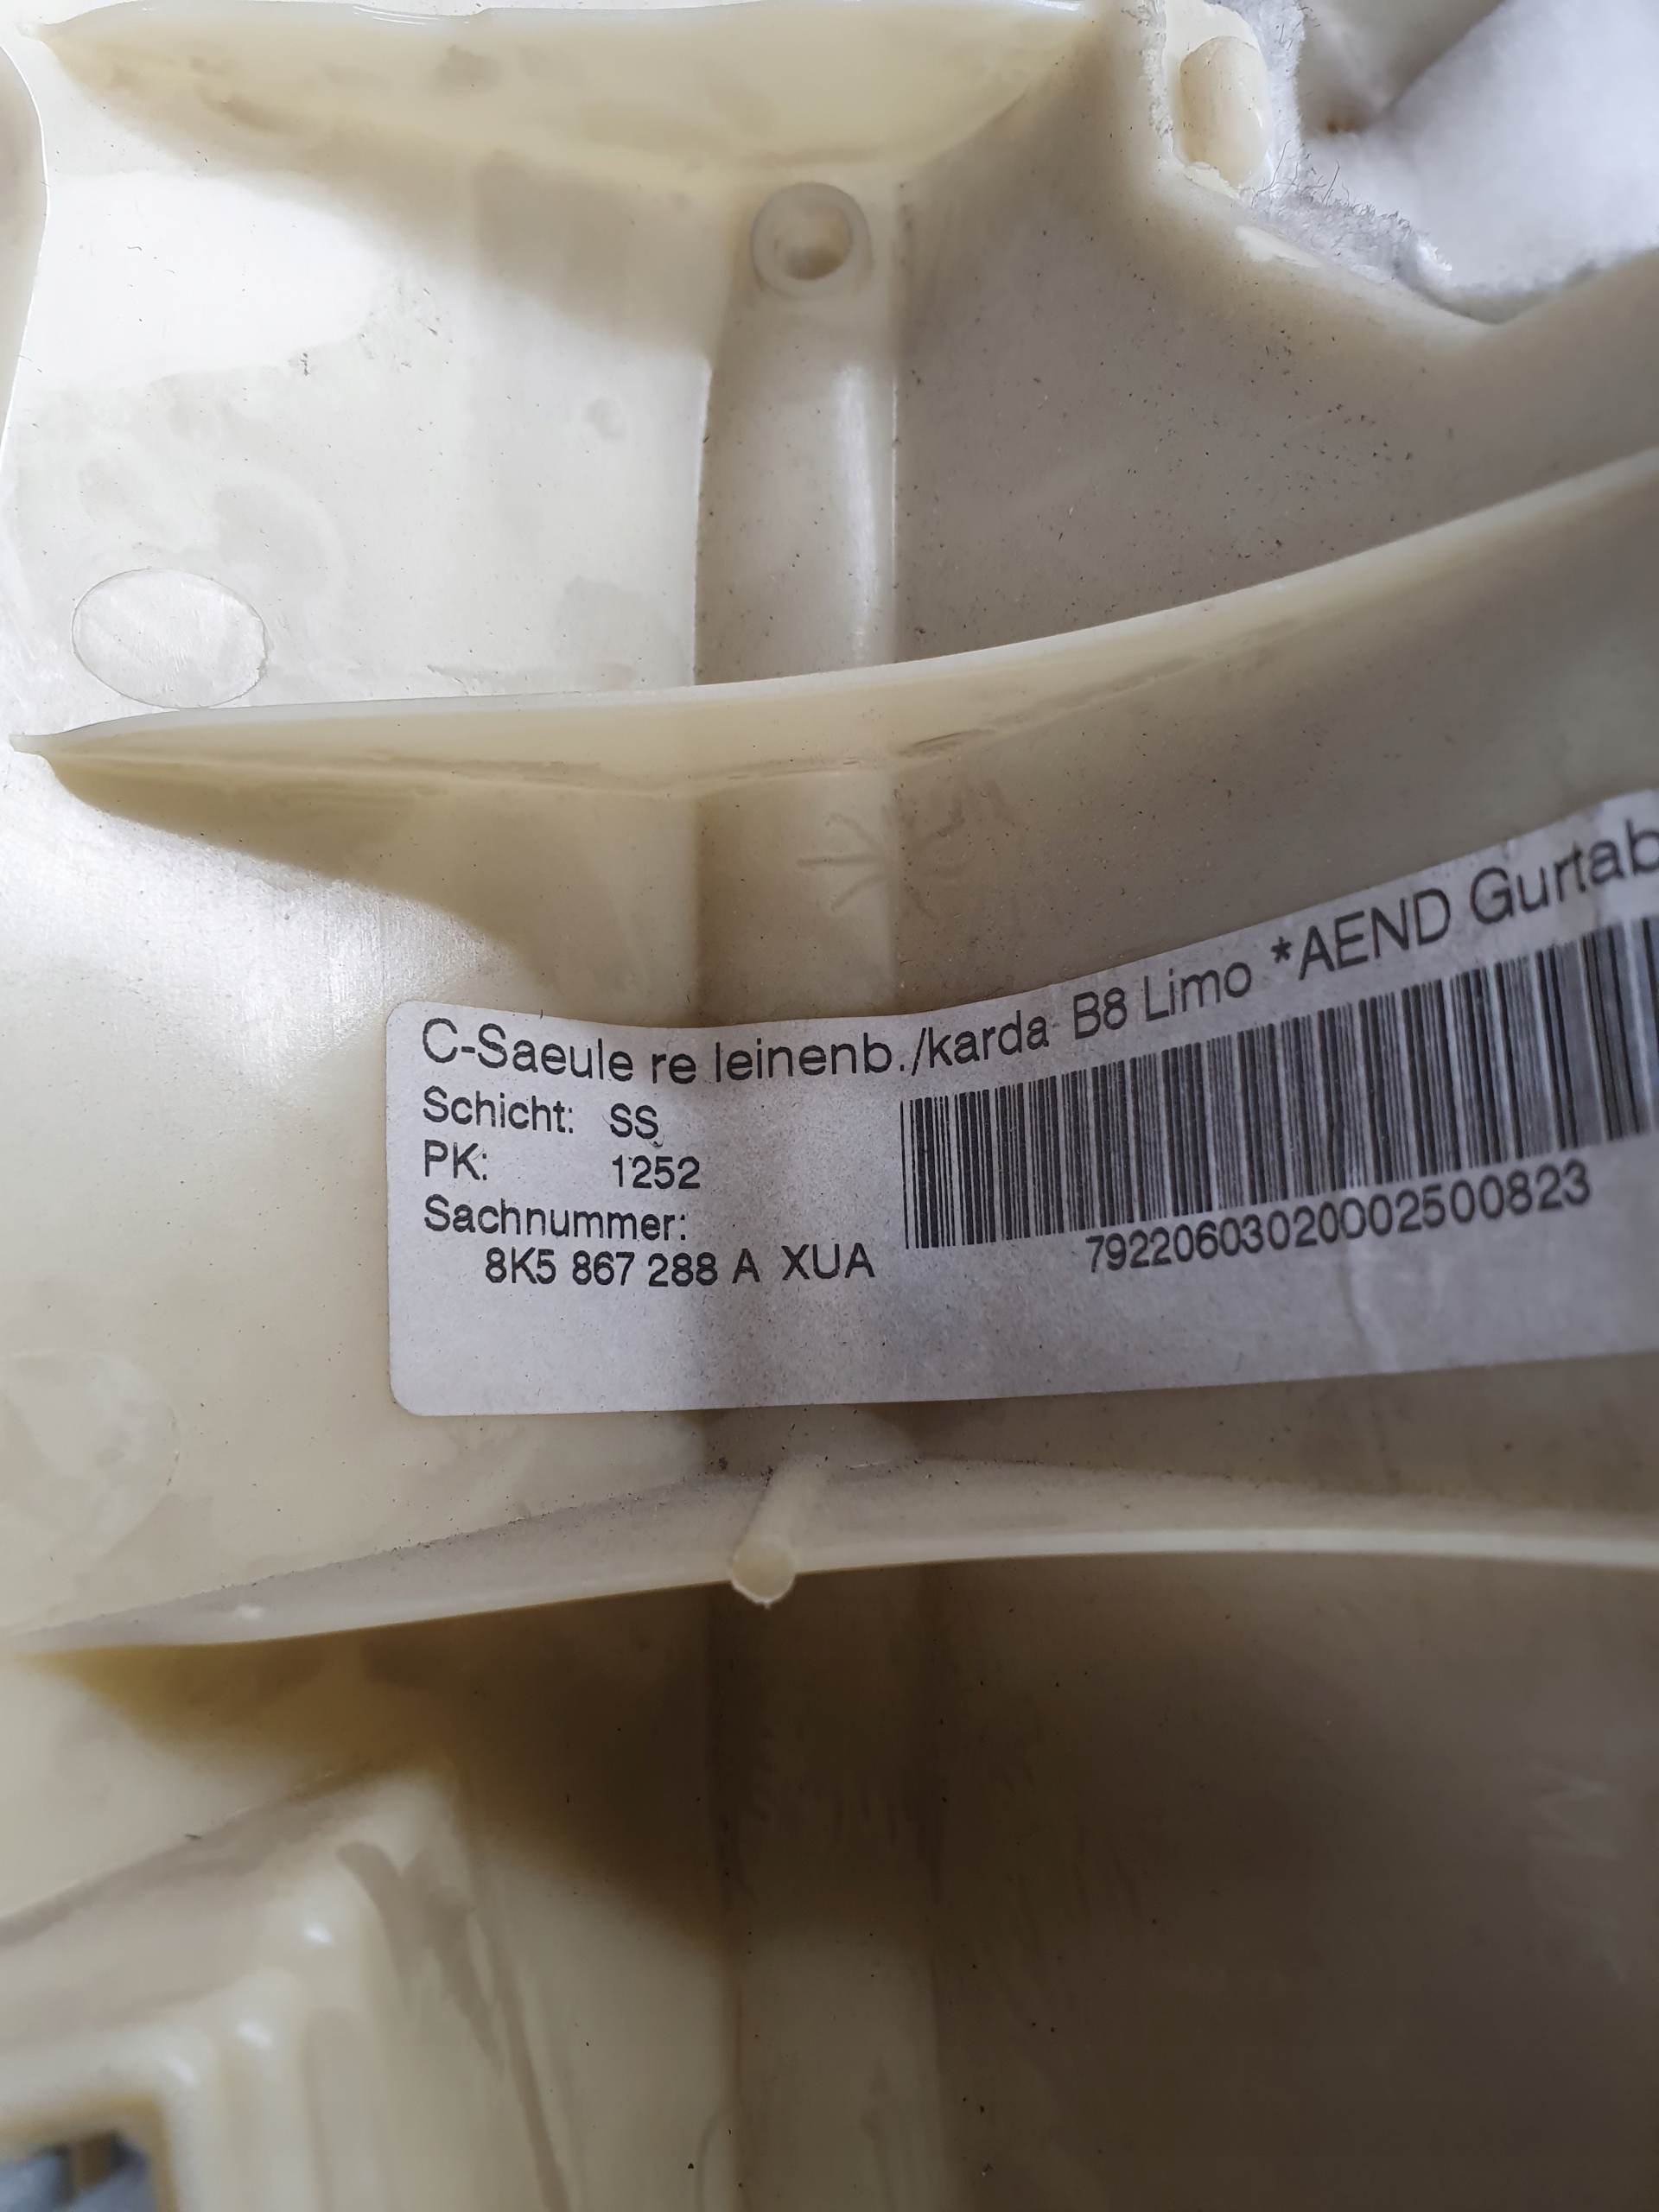 C-Saeule re leinenb./karda B8 Limo *AEND Gurtab
Schicht: SS
PK: 1252
Sachnummer:
8K5 867 288 A XUA
79220603020002500823